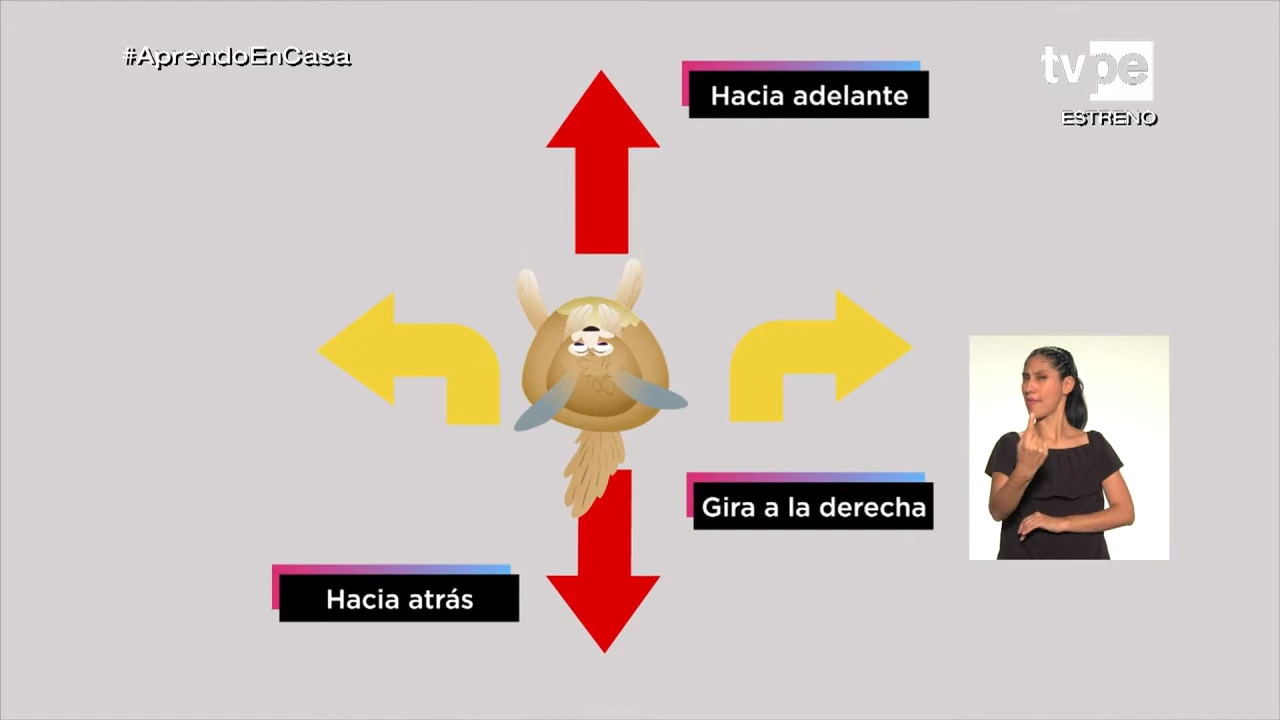 #AprendoEnCasa
tvpe
ESTRENO
Hacia adelante
Gira a la derecha
Hacia atrás